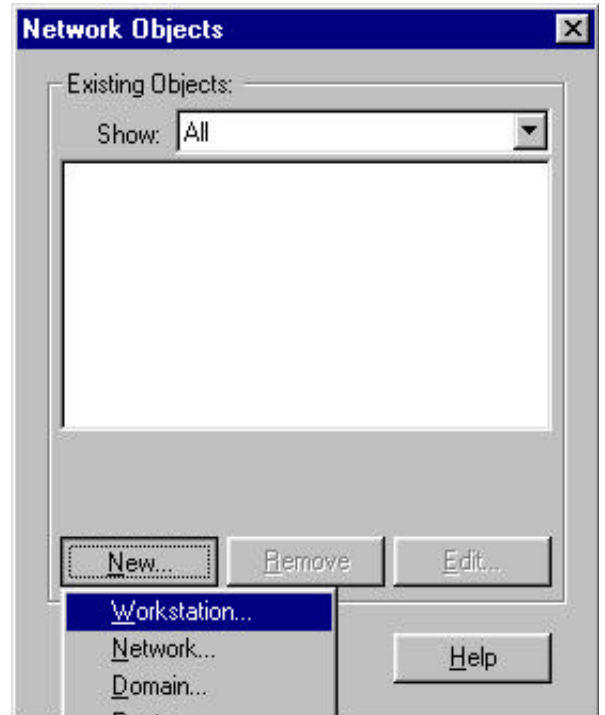 Network Objects
Existing Objects:
Show: All
New... Remove Edit...
Workstation...
Network... Help
Domain...